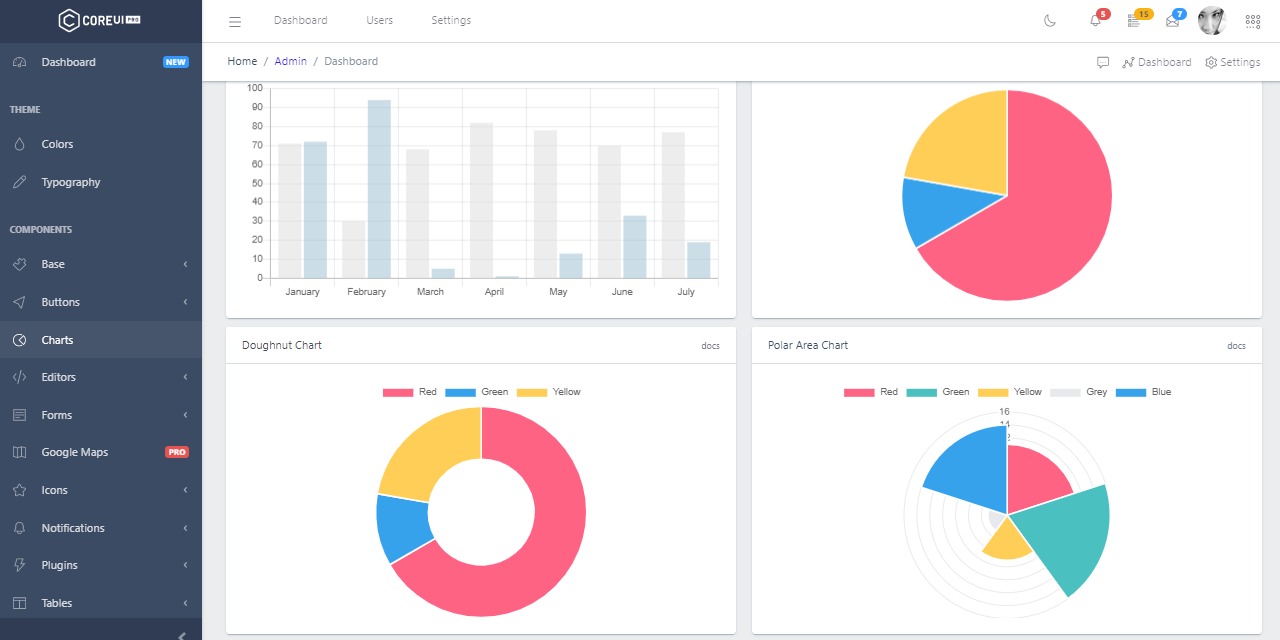 COREUI PRO
Dashboard NEW
THEME
Colors
Typography
COMPONENTS
Base
Buttons
Charts
Editors
Forms
Google Maps PRO
Icons
Notifications
Plugins
Tables
Dashboard Users Settings
5 15 7
Home / Admin / Dashboard
Dashboard Settings
100
90
80
70
60
50
40
30
20
10
0
January February March April May June July
Doughnut Chart docs
Red Green Yellow
Polar Area Chart docs
Red Green Yellow Grey Blue
16
14